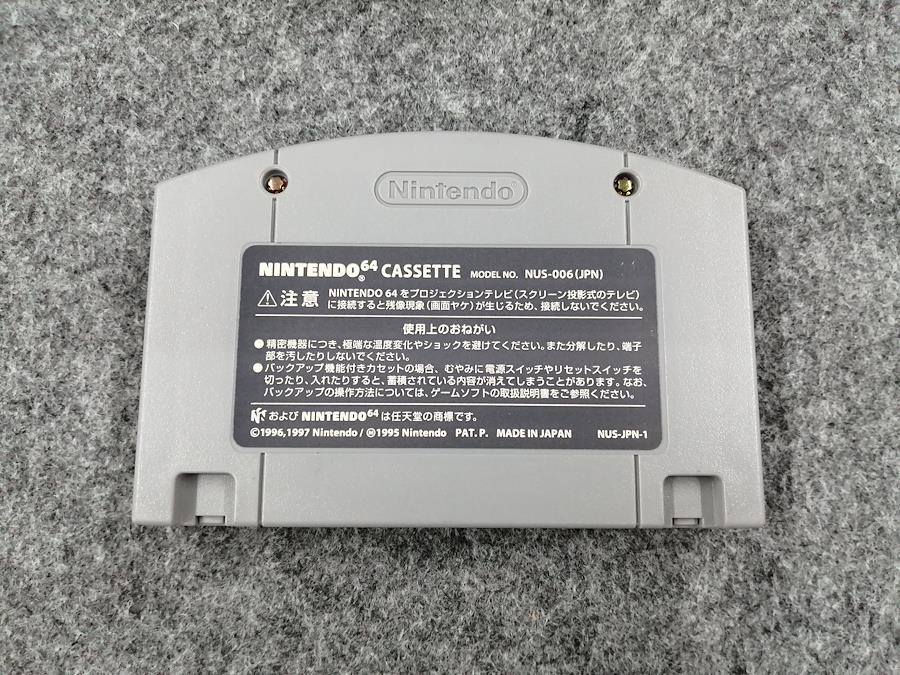 Nintendo®
NINTENDO64® CASSETTE MODEL NO. NUS-006(JPN)
⚠注意 NINTENDO 64をプロジェクションテレビ(スクリーン投影式のテレビ)
に接続すると残像現象(画面ヤケ)が生じるため、接続しないでください。
使用上のおねがい
●精密機器につき、極端な温度変化やショックを避けてください。また分解したり、端子
部を汚したりしないでください。
●バックアップ機能付きカセットの場合、むやみに電源スイッチやリセットスイッチを
切ったり、入れたりすると、蓄積されている内容が消えてしまうことがあります。なお、
バックアップの操作方法については、ゲームソフトの取扱説明書をご参照ください。
および NINTENDO64は任天堂の商標です。
©1996,1997 Nintendo/Ⓜ1995 Nintendo PAT. P. MADE IN JAPAN NUS-JPN-1